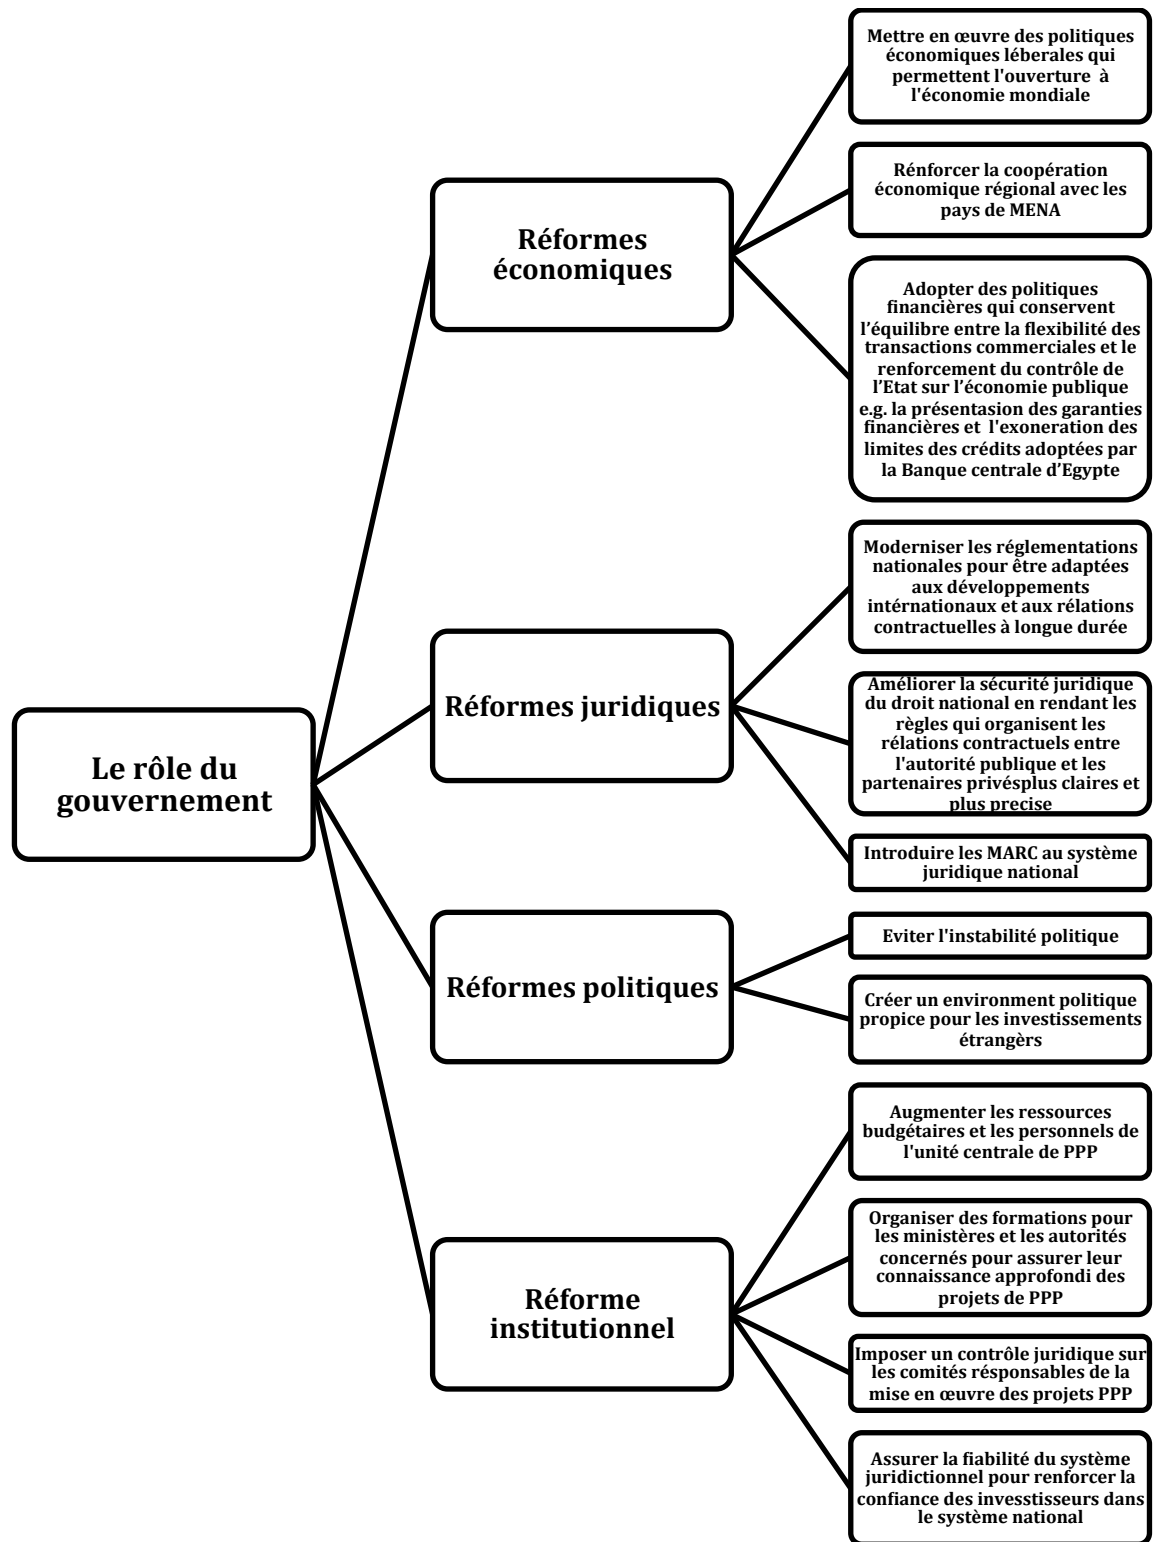 Le rôle du
gouvernement
Réformes
économiques
Mettre en œuvre des politiques
économiques léberales qui
permettent l'ouverture à
l'économie mondiale
Rénforcer la coopération
économique régional avec les
pays de MENA
Adopter des politiques
financières qui conservent
l’équilibre entre la flexibilité des
transactions commerciales et le
renforcement du contrôle de
l’Etat sur l’économie publique
e.g. la présentasion des garanties
financières et l'exoneration des
limites des crédits adoptées par
la Banque centrale d’Egypte
Réformes juridiques
Moderniser les réglementations
nationales pour être adaptées
aux développements
intérnationaux et aux rélations
contractuelles à longue durée
Améliorer la sécurité juridique
du droit national en rendant les
règles qui organisent les
rélations contractuels entre
l'autorité publique et les
partenaires privésplus claires et
plus precise
Introduire les MARC au système
juridique national
Réformes politiques
Eviter l'instabilité politique
Créer un environment politique
propice pour les investissements
étrangèrs
Réforme
institutionnel
Augmenter les ressources
budgétaires et les personnels de
l'unité centrale de PPP
Organiser des formations pour
les ministères et les autorités
concernés pour assurer leur
connaissance approfondi des
projets de PPP
Imposer un contrôle juridique sur
les comités résponsables de la
mise en œuvre des projets PPP
Assurer la fiabilité du système
juridictionnel pour renforcer la
confiance des invesstisseurs dans
le système national